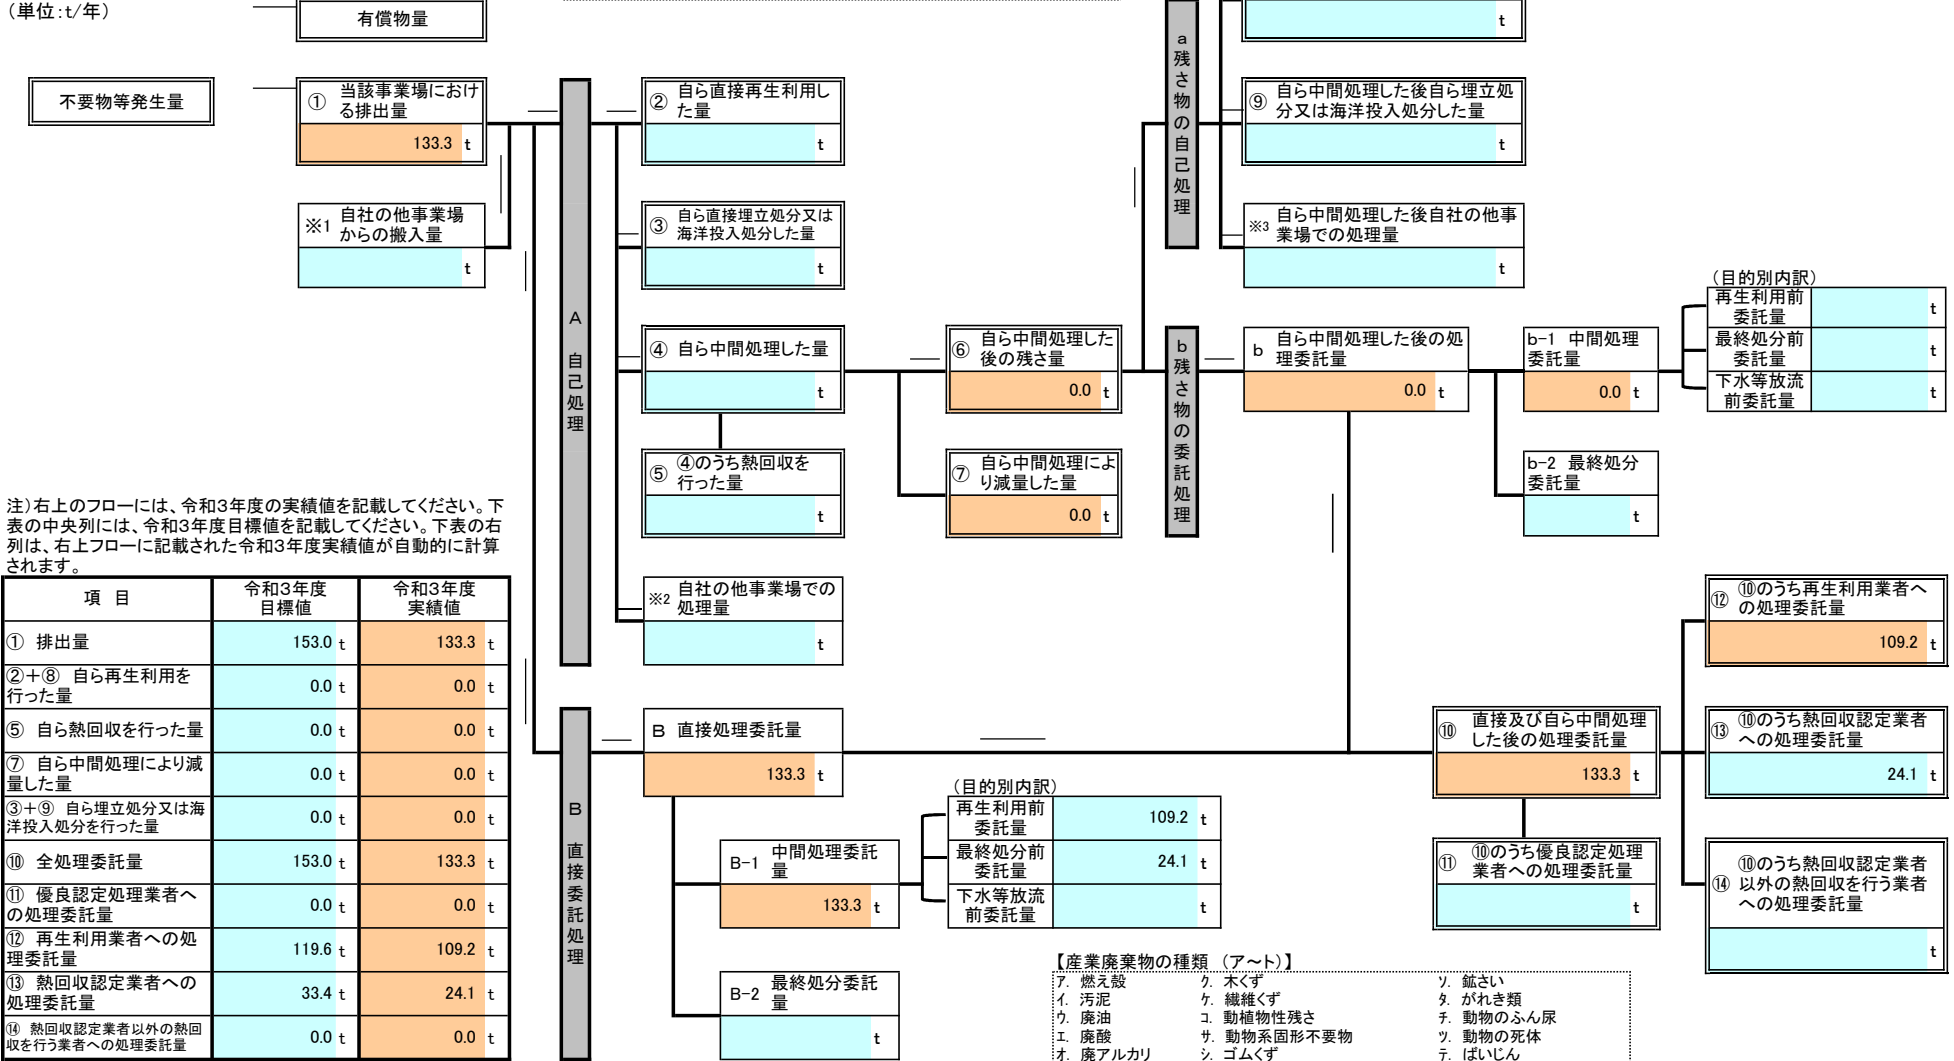 （単位：t/年）
有償物量
t
不要物等発生量
① 当該事業場におけ
る排出量
133.3 t
※1 自社の他事業場
からの搬入量
t
A 自己処理
② 自ら直接再生利用し
た量
t
③ 自ら直接埋立処分又は
海洋投入処分した量
t
④ 自ら中間処理した量
t
⑤ ④のうち熱回収を
行った量
t
※2 自社の他事業場での
処理量
t
⑥ 自ら中間処理した
後の残さ量
0.0 t
⑦ 自ら中間処理によ
り減量した量
0.0 t
a残さ物の自己処理
⑨ 自ら中間処理した後自ら埋立処
分又は海洋投入処分した量
t
※3 自ら中間処理した後自社の他事
業場での処理量
t
b残さ物の委託処理
b 自ら中間処理した後の処
理委託量
0.0 t
b-1 中間処理
委託量
0.0 t
b-2 最終処分
委託量
t
（目的別内訳）
再生利用前
委託量 t
最終処分前
委託量 t
下水等放流
前委託量 t
注）右上のフローには、令和3年度の実績値を記載してください。下
表の中央列には、令和3年度目標値を記載してください。下表の右
列は、右上フローに記載された令和3年度実績値が自動的に計算
されます。
項 目 令和3年度 目標値 令和3年度 実績値
① 排出量 153.0 t 133.3 t
②＋⑧ 自ら再生利用を
行った量 0.0 t 0.0 t
⑤ 自ら熱回収を行った量 0.0 t 0.0 t
⑦ 自ら中間処理により減
量した量 0.0 t 0.0 t
③＋⑨ 自ら埋立処分又は海
洋投入処分を行った量 0.0 t 0.0 t
⑩ 全処理委託量 153.0 t 133.3 t
⑪ 優良認定処理業者へ
の処理委託量 0.0 t 0.0 t
⑫ 再生利用業者への処
理委託量 119.6 t 109.2 t
⑬ 熱回収認定業者への
処理委託量 33.4 t 24.1 t
⑭ 熱回収認定業者以外の熱回
収を行う業者への処理委託量 0.0 t 0.0 t
B 直接委託処理
B 直接処理委託量
133.3 t
B-1 中間処理委託
量
133.3 t
B-2 最終処分委託
量
t
（目的別内訳）
再生利用前
委託量 109.2 t
最終処分前
委託量 24.1 t
下水等放流
前委託量 t
⑩ 直接及び自ら中間処理
した後の処理委託量
133.3 t
⑪ ⑩のうち優良認定処理
業者への処理委託量
t
⑫ ⑩のうち再生利用業者へ
の処理委託量
109.2 t
⑬ ⑩のうち熱回収認定業者
への処理委託量
24.1 t
⑭ ⑩のうち熱回収認定業者
以外の熱回収を行う業者
への処理委託量
t
【産業廃棄物の種類 （ア～ト）】
ア. 燃え殻 ク. 木くず ソ. 鉱さい
イ. 汚泥 ケ. 繊維くず タ. がれき類
ウ. 廃油 コ. 動植物性残さ チ. 動物のふん尿
エ. 廃酸 サ. 動物系固形不要物 ツ. 動物の死体
オ. 廃アルカリ シ. ゴムくず テ. ばいじん